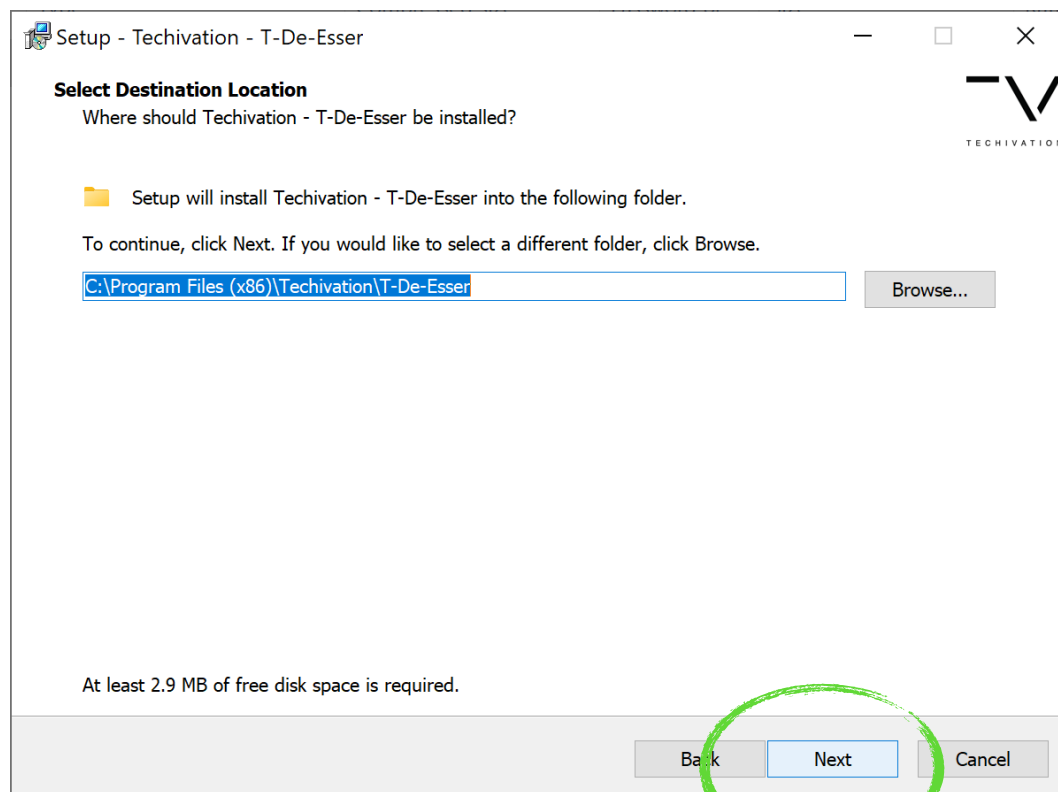 Setup - Techivation - T-De-Esser
Select Destination Location
Where should Techivation - T-De-Esser be installed?
TECHIVATION
Setup will install Techivation - T-De-Esser into the following folder.
To continue, click Next. If you would like to select a different folder, click Browse.
C:\Program Files (x86)\Techivation\T-De-Esser
Browse...
At least 2.9 MB of free disk space is required.
Back Next Cancel